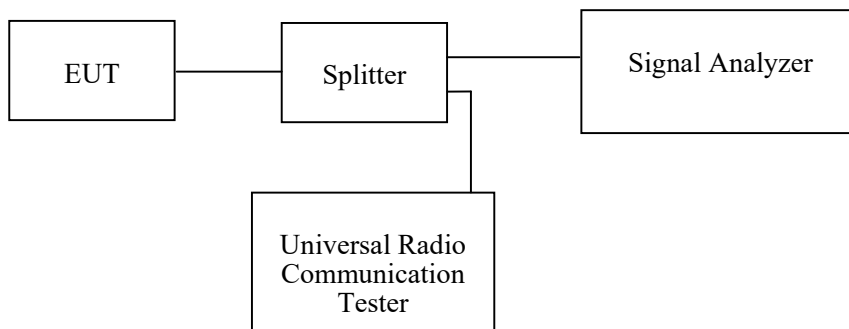 EUT
Splitter
Signal Analyzer
Universal Radio
Communication
Tester